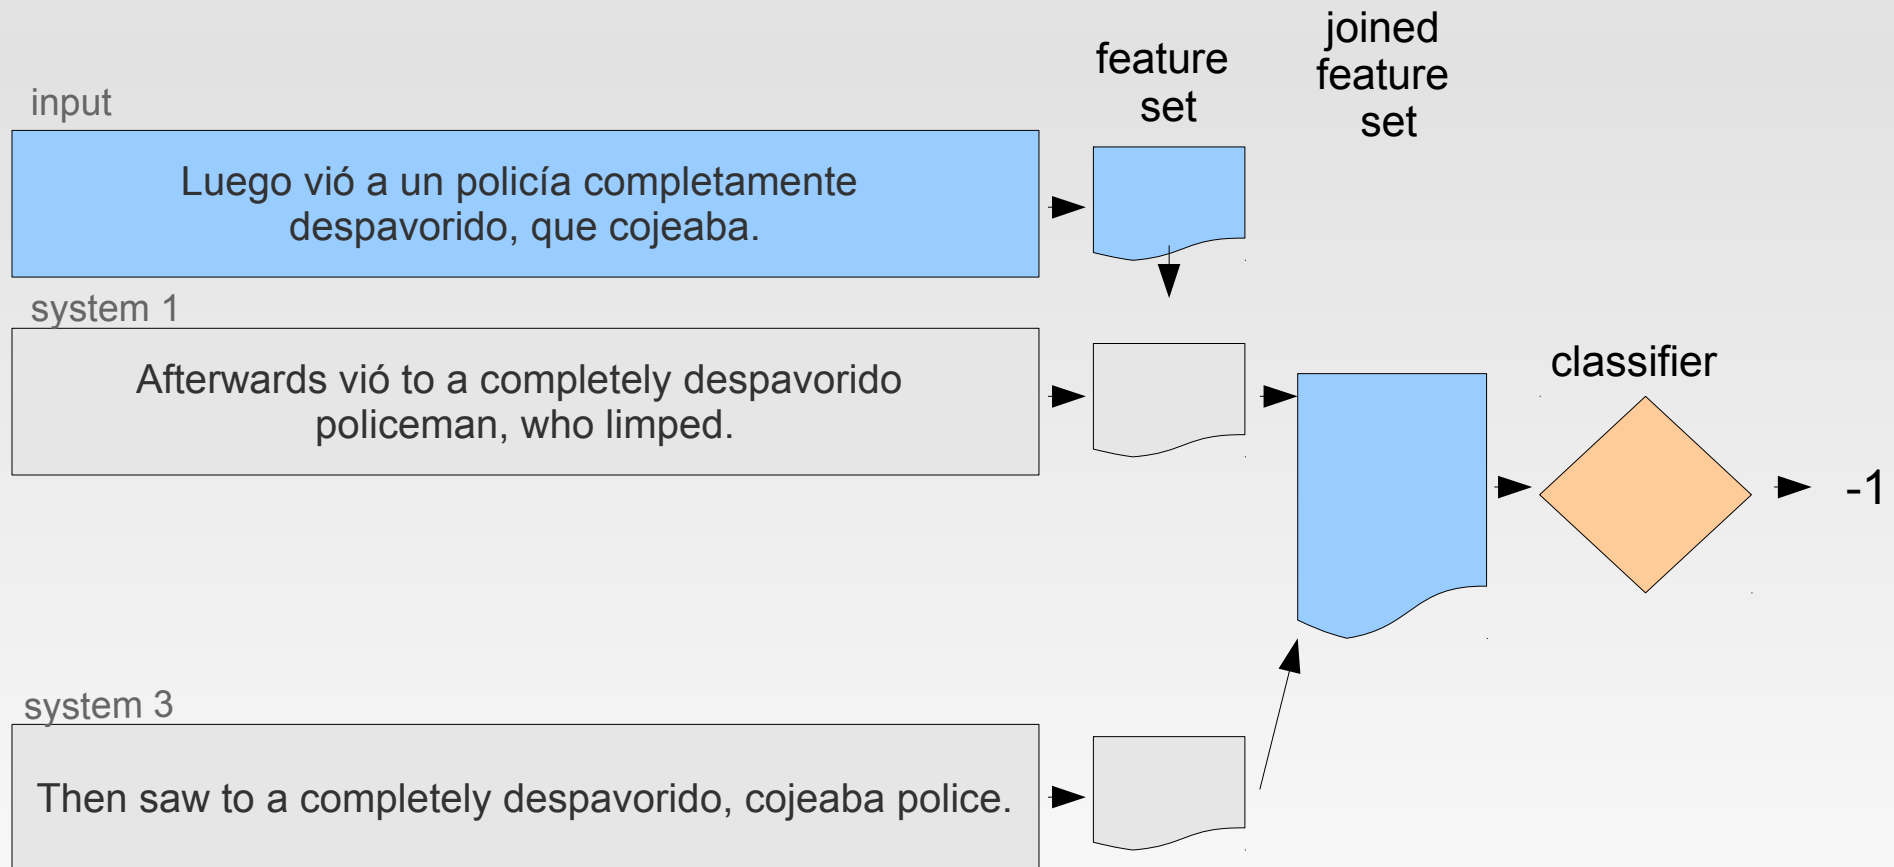 feature
set
joined
feature
set
input
Luego vió a un policía completamente
despavorido, que cojeaba.
system 1
Afterwards vió to a completely despavorido
policeman, who limped.
classifier
-1
system 3
Then saw to a completely despavorido, cojeaba police.